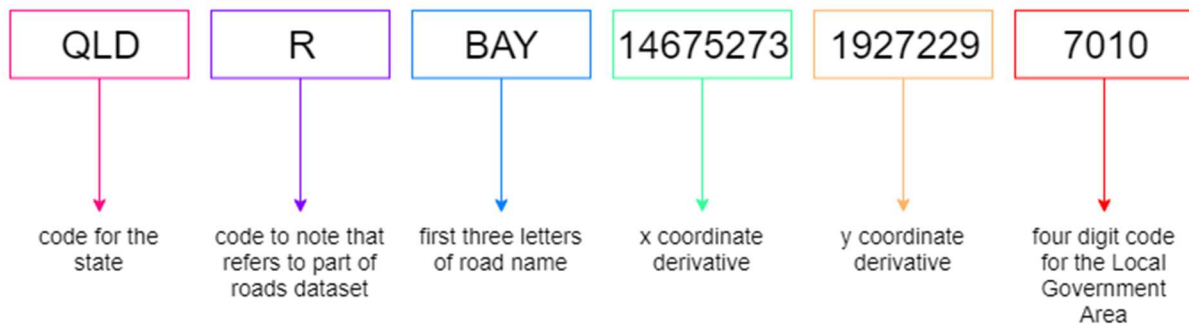 QLD R BAY 14675273 1927229 7010
code for the
state
code to note that
refers to part of
roads dataset
first three letters
of road name
x coordinate
derivative
y coordinate
derivative
four digit code
for the Local
Government
Area